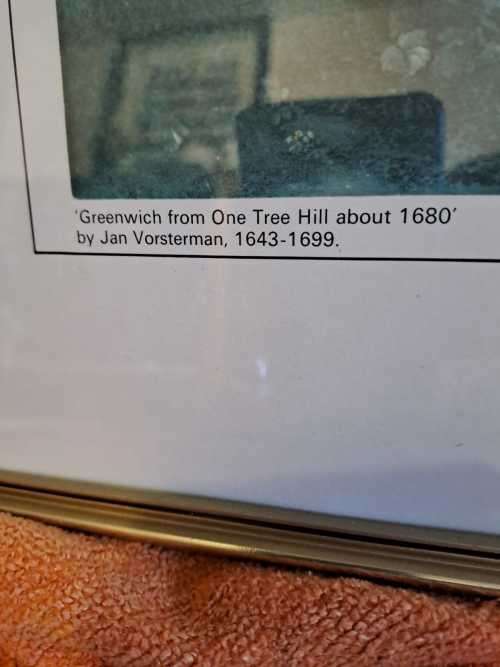 'Greenwich from One Tree Hill about 1680'
by Jan Vorsterman, 1643-1699.